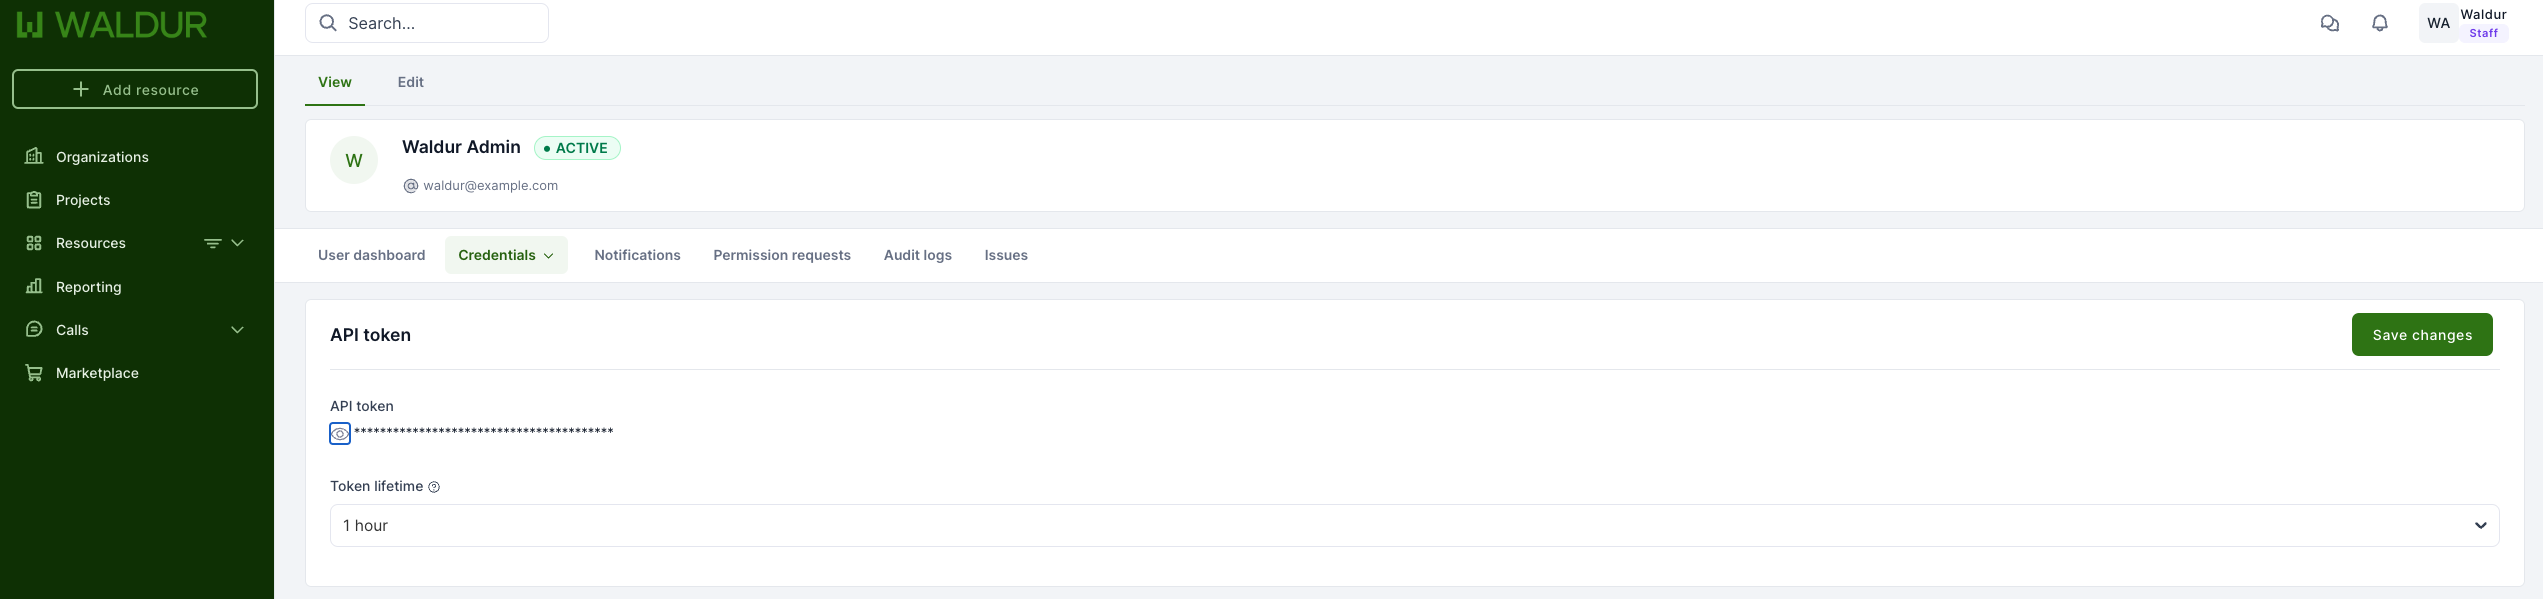 WALDUR
Search...
WA
Waldur
Staff
Add resource
View
Edit
Organizations
Projects
Resources
Reporting
Calls
Marketplace
W
Waldur Admin
ACTIVE
waldur@example.com
User dashboard
Credentials
Notifications
Permission requests
Audit logs
Issues
API token
Save changes
API token
****************************************
Token lifetime
1 hour